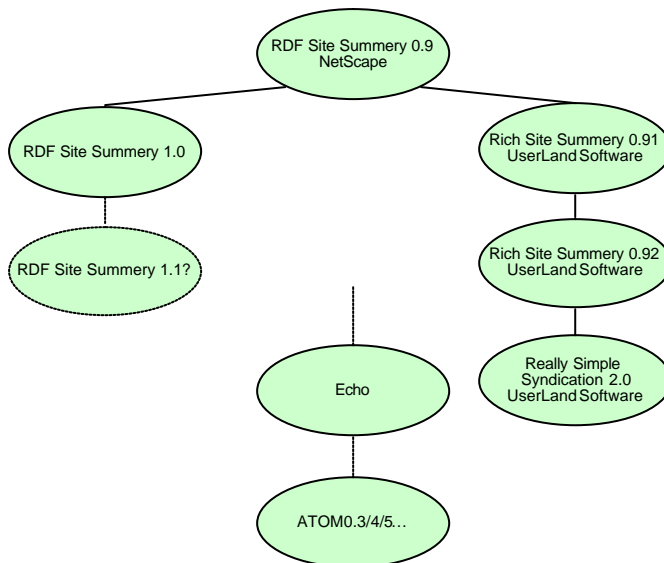 RDF Site Summery 0.9
NetScape
RDF Site Summery 1.0
Rich Site Summery 0.91
UserLand Software
RDF Site Summery 1.1?
Rich Site Summery 0.92
UserLand Software
Really Simple
Syndication 2.0
UserLand Software
Echo
ATOM0.3/4/5…